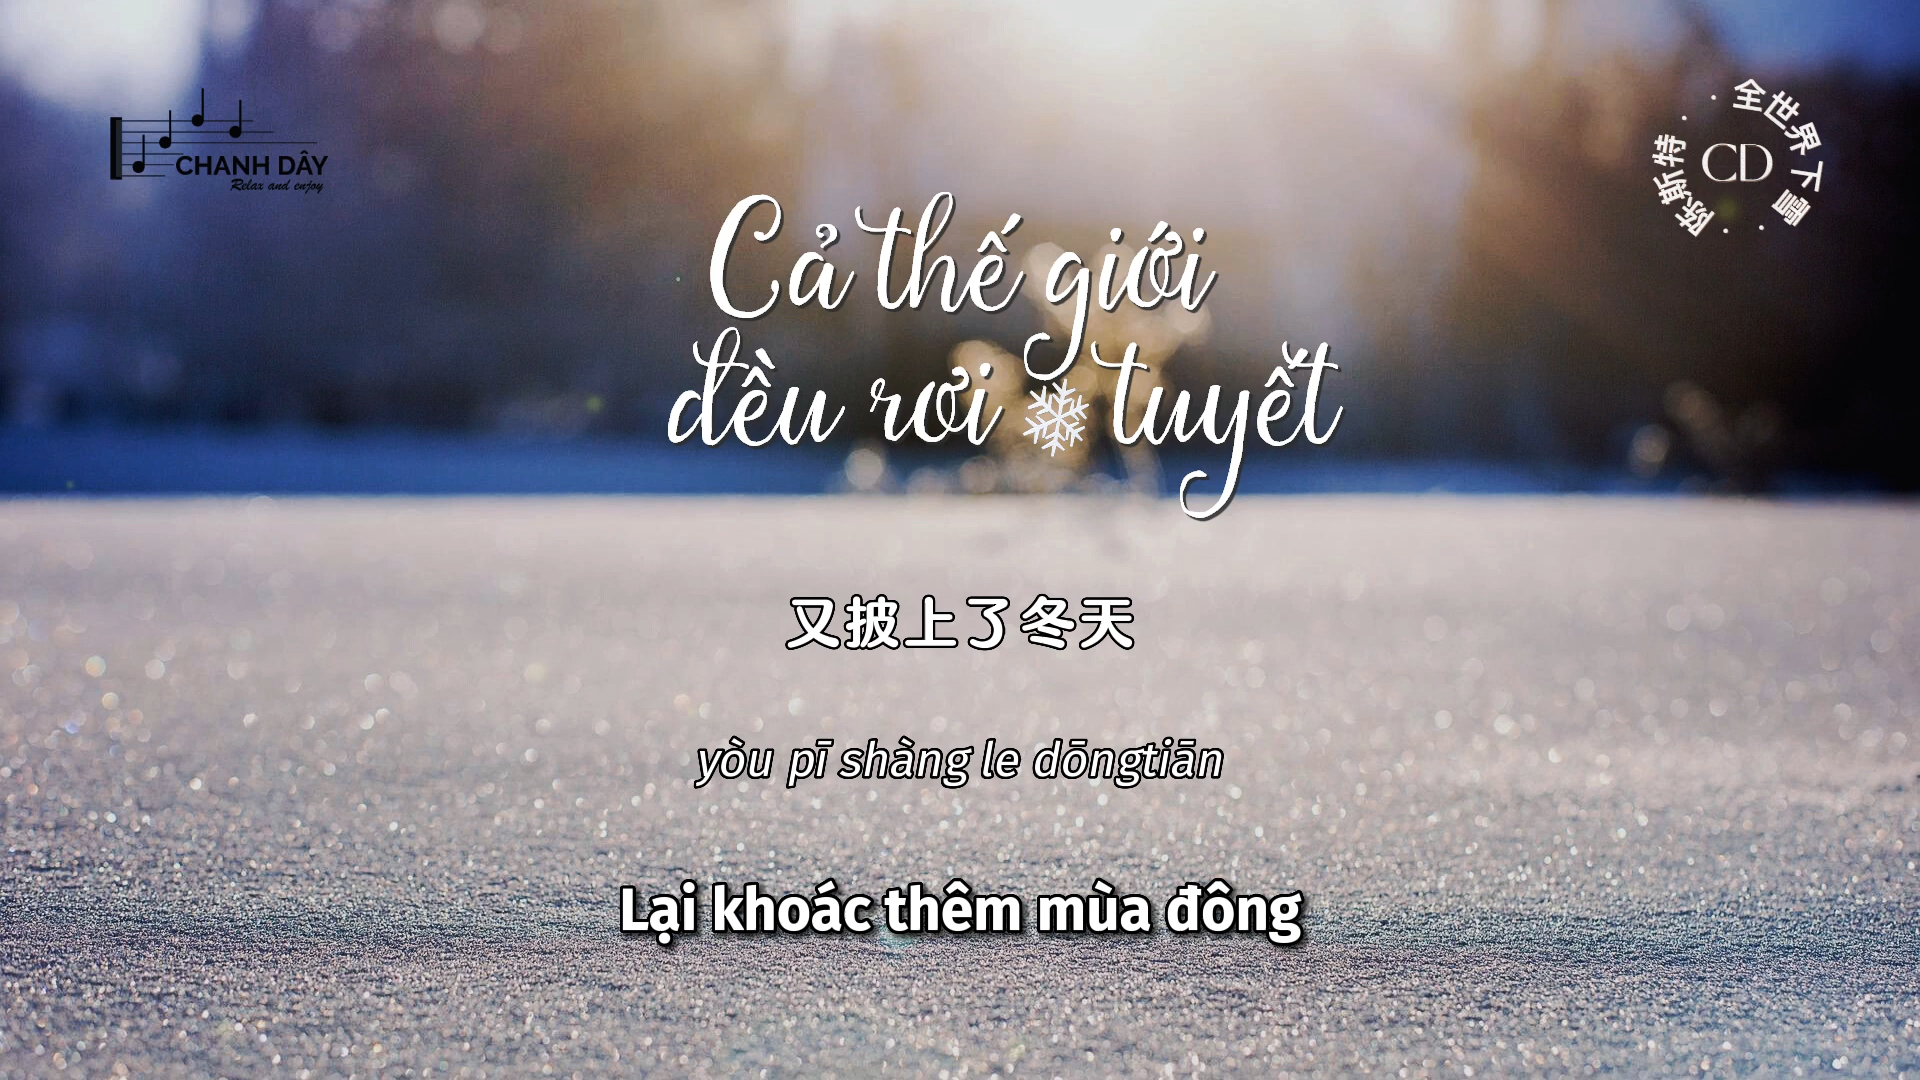 CHANH DÂY
Relax and enjoy
陈斯特 · · 全世界下雪 · ·
CD
Cả thế giới
đều rơi tuyết
又披上了冬天
yòu pī shàng le dōngtiān
Lại khoác thêm mùa đông